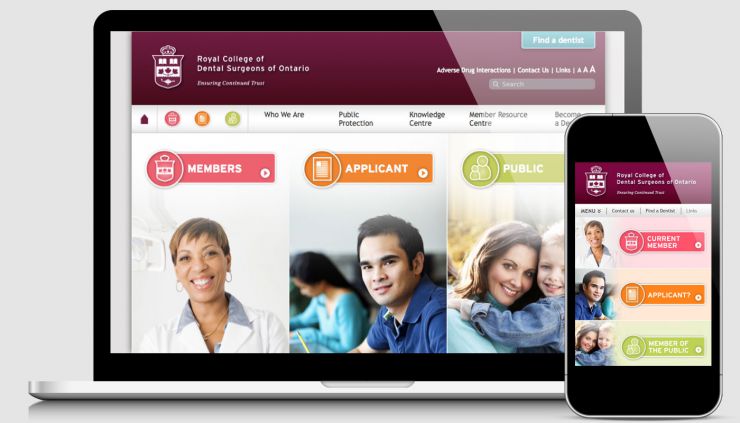 Find a dentist
Royal College of
Dental Surgeons of Ontario
Ensuring Continued Trust
Adverse Drug Interactions | Contact Us | Links | A A A
Search
Who We Are
Public
Protection
Knowledge
Centre
Member Resource
Centre
Become
a De
MEMBERS
APPLICANT
PUBLIC
Royal College of
Dental Surgeons of Ontario
Ensuring Continued Trust
MENU
Contact us
Find a Dentist
Links
CURRENT
MEMBER
APPLICANT?
MEMBER OF
THE PUBLIC